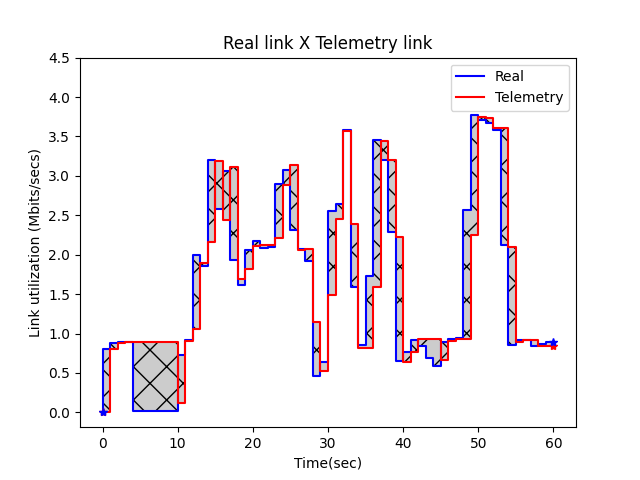 Real link X Telemetry link
Real
Telemetry
Link utilization (Mbits/secs)
4.5
4.0
3.5
3.0
2.5
2.0
1.5
1.0
0.5
0.0
0 10 20 30 40 50 60
Time(sec)